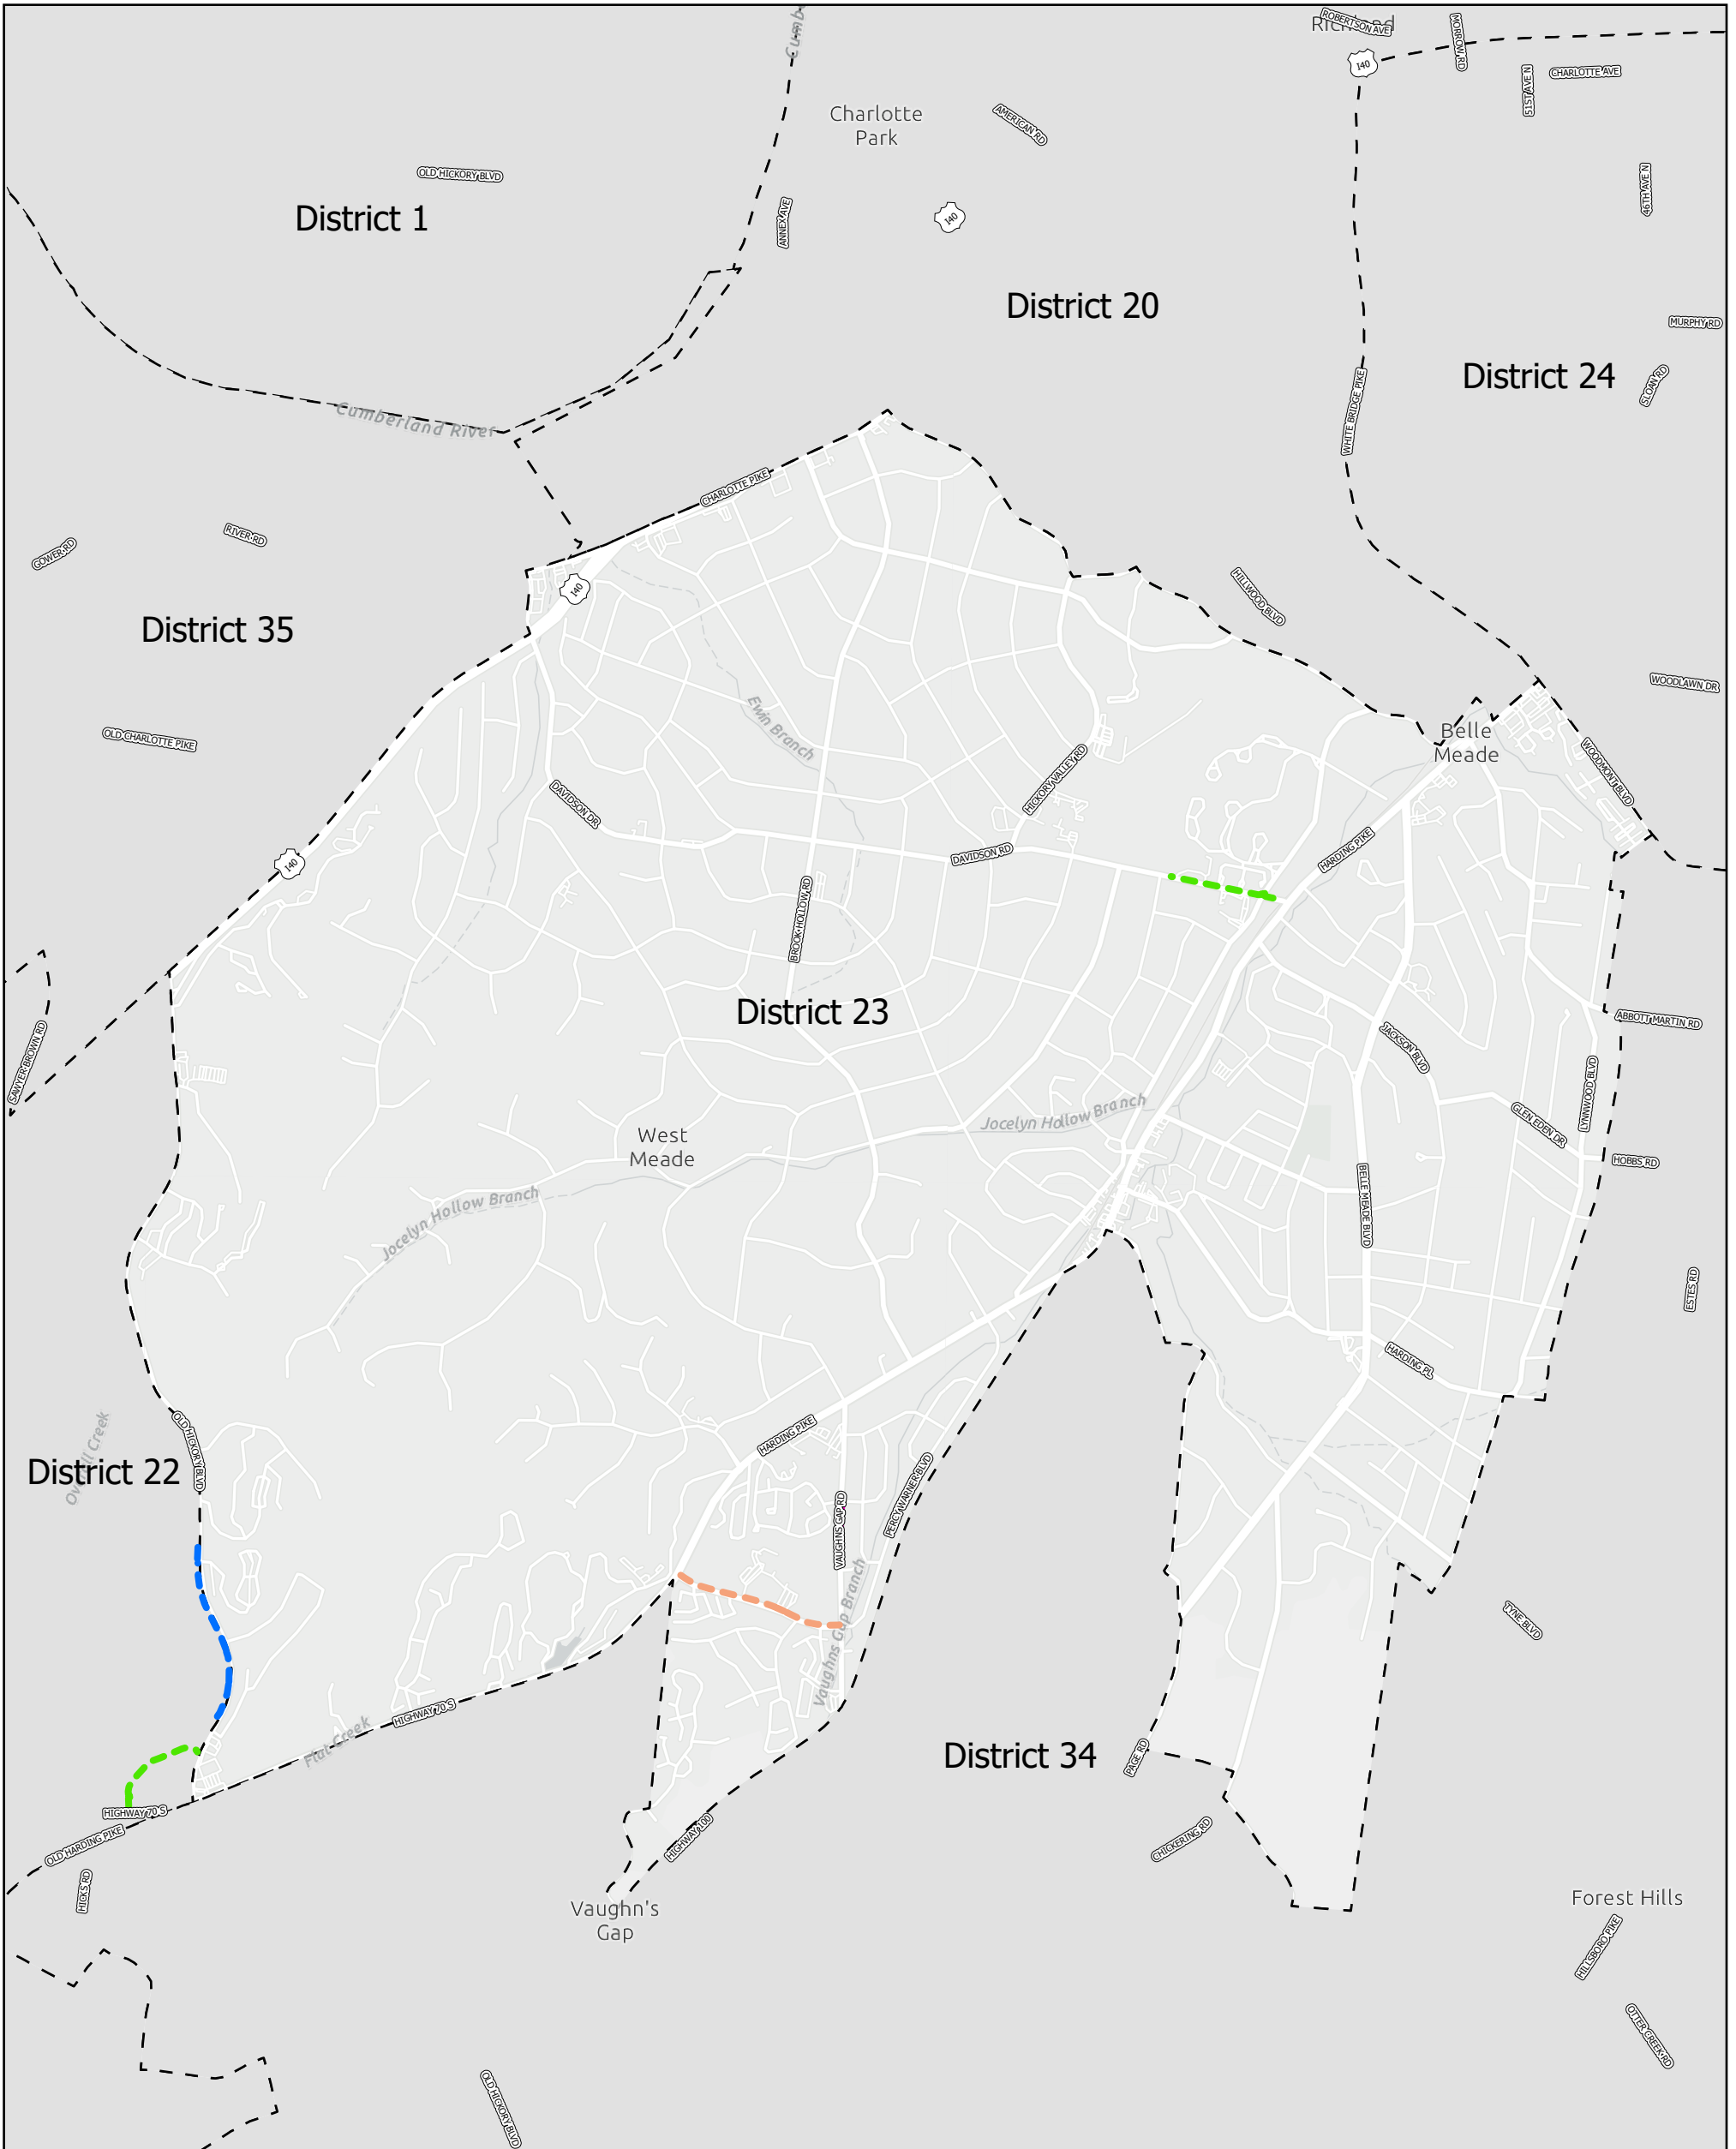 Cumb
ROBERTSON AVE
MORROW RD
140
CHARLOTTE AVE
51ST AVE N
Charlotte
Park
AMERICAN RD
OLD HICKORY BLVD
46TH AVE N
District 1
ANNEX AVE
140
District 20
MURPHY RD
District 24
SLOAN RD
WHITE BRIDGE PIKE
Cumberland River
CHARLOTTE PIKE
RIVER RD
GOWER RD
140
HILLWOOD BLVD
District 35
WOODLAWN DR
OLD CHARLOTTE PIKE
Ewin Branch
Belle
Meade
WOODMONT BLVD
HICKORY VALLEY RD
DAVIDSON DR
HARDING PIKE
DAVIDSON RD
140
BROOK HOLLOW RD
District 23
ABBOTT MARTIN RD
SAWYER BROWN RD
JACKSON BLVD
LYNNWOOD BLVD
Jocelyn Hollow Branch
GLEN EDEN DR
West
Meade
HOBBS RD
BELLE MEADE BLVD
Jocelyn Hollow Branch
ESTES RD
HARDING PL
OLD HICKORY BLVD
HARDING PIKE
District 22
Creek
PERCY WARNER BLVD
VAUGHNS GAP RD
Vaughns Gap Branch
TYNE BLVD
HIGHWAY 70 S
Flat Creek
District 34
PAGE RD
HIGHWAY 70 S
OLD HARDING PIKE
HIGHWAY 100
CHICKERING RD
HICKS RD
Vaughn's
Gap
Forest Hills
HILLSBORO PIKE
OTTER CREEK RD
OLD HICKORY BLVD